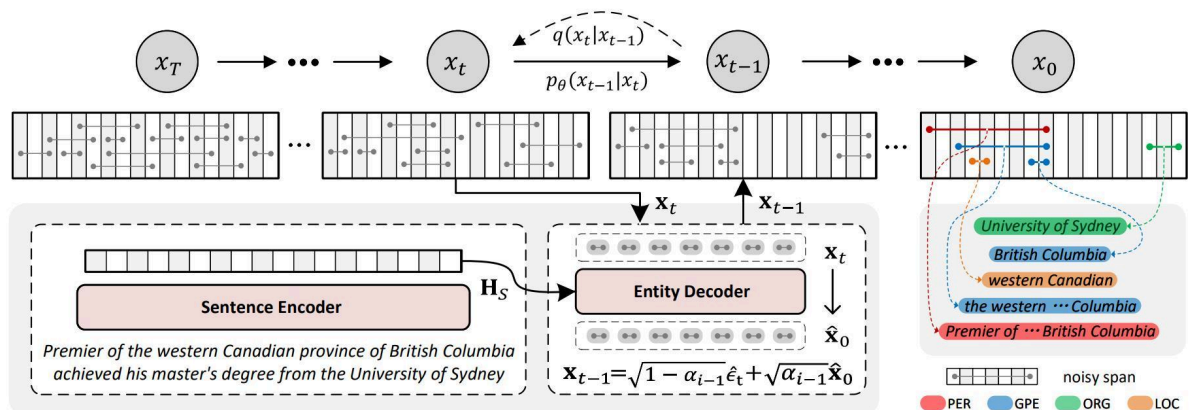 q(x_t|x_{t-1})
x_T ••• x_t p_θ(x_{t-1}|x_t) x_{t-1} ••• x_0
... ...
x_t x_{t-1}
H_S
Sentence Encoder
Premier of the western Canadian province of British Columbia
achieved his master's degree from the University of Sydney
x_t
Entity Decoder
x̂_0
x_{t-1}=√(1 − α_{i-1})ε̂_t+√(α_{i-1})x̂_0
University of Sydney
British Columbia
western Canadian
the western ··· Columbia
Premier of ··· British Columbia
noisy span
PER GPE ORG LOC